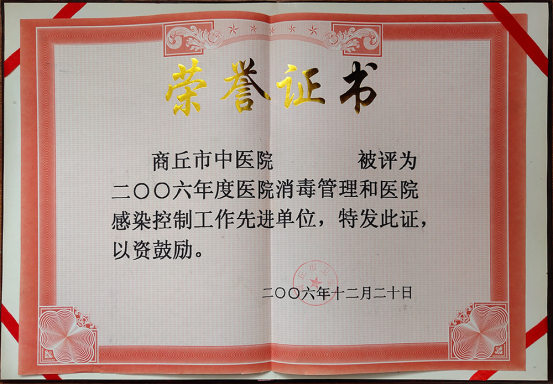 荣誉证书
商丘市中医院 被评为
二〇〇六年度医院消毒管理和医院
感染控制工作先进单位，特发此证，
以资鼓励。
二〇〇六年十二月二十日